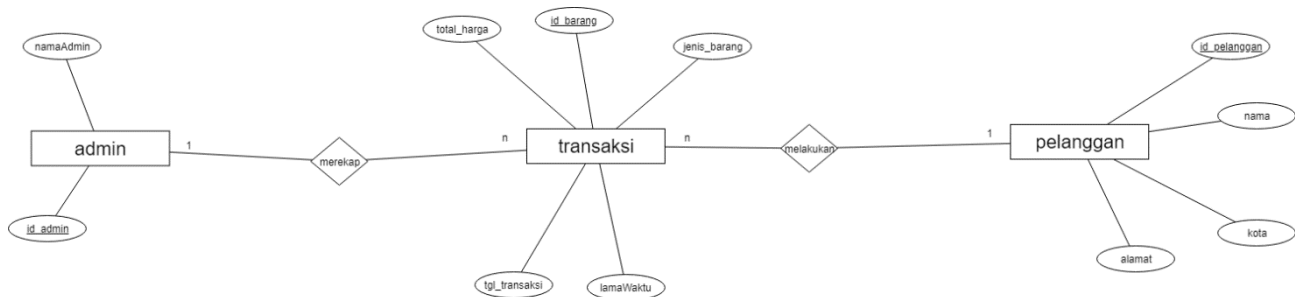 namaAdmin
admin
id_admin
1
merekap
n
total_harga
id_barang
jenis_barang
transaksi
tgl_transaksi
lamaWaktu
n
melakukan
1
id_pelanggan
nama
pelanggan
kota
alamat